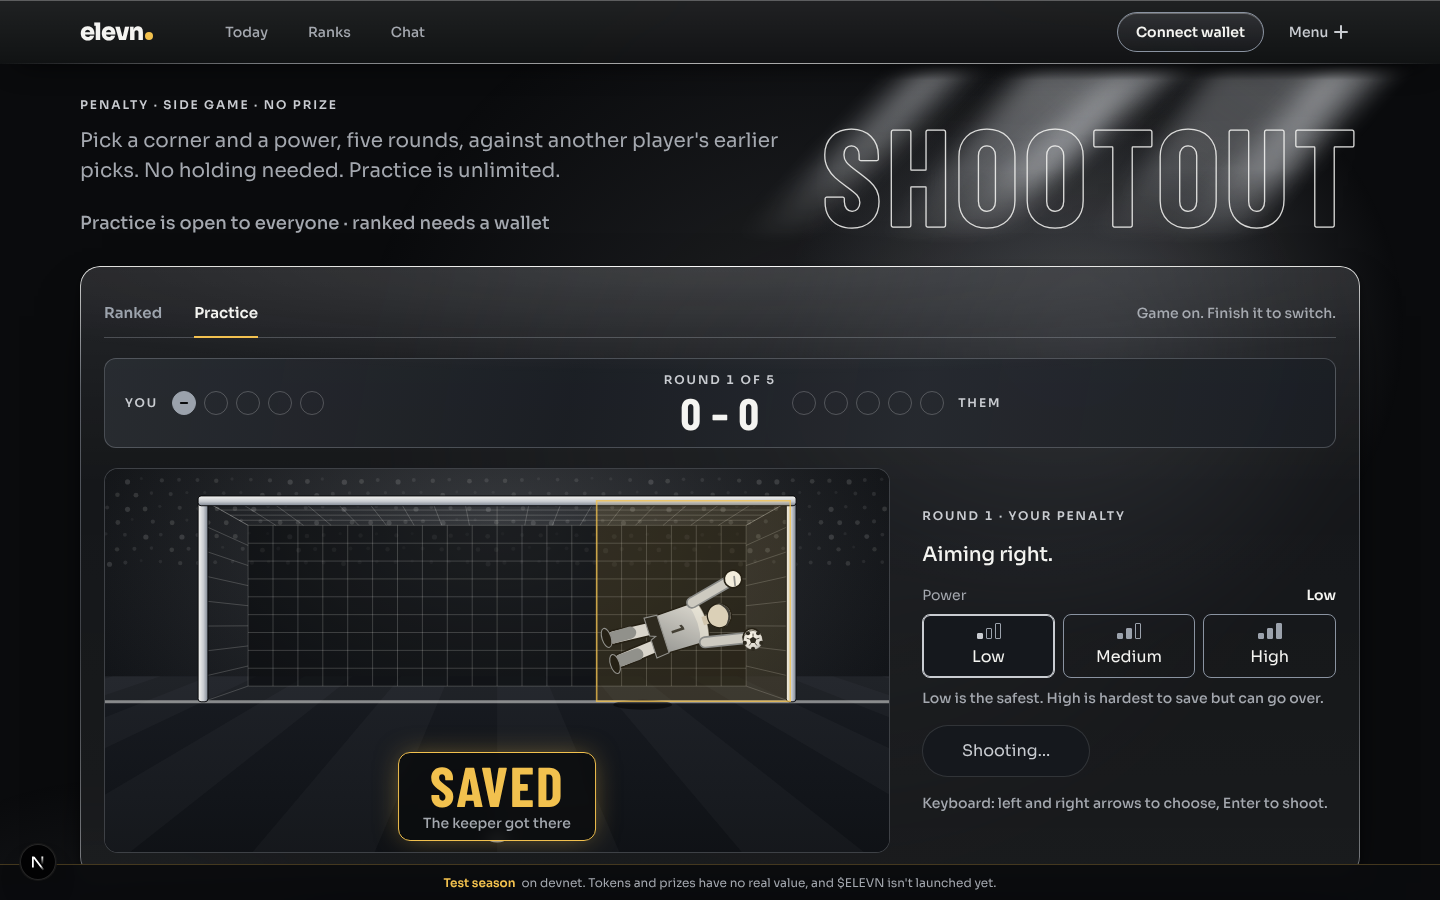 elevn.
Today
Ranks
Chat
Connect wallet
Menu
PENALTY · SIDE GAME · NO PRIZE
Pick a corner and a power, five rounds, against another player's earlier
picks. No holding needed. Practice is unlimited.
Practice is open to everyone · ranked needs a wallet
SHOOTOUT
Ranked
Practice
Game on. Finish it to switch.
YOU
ROUND 1 OF 5
0 – 0
THEM
1
SAVED
The keeper got there
ROUND 1 · YOUR PENALTY
Aiming right.
Power
Low
Low
Medium
High
Low is the safest. High is hardest to save but can go over.
Shooting...
Keyboard: left and right arrows to choose, Enter to shoot.
N
Test season on devnet. Tokens and prizes have no real value, and $ELEVN isn't launched yet.